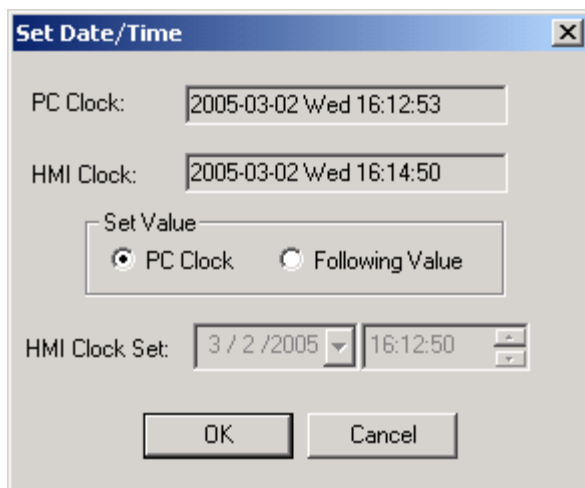 Set Date/Time
PC Clock: 2005-03-02 Wed 16:12:53
HMI Clock: 2005-03-02 Wed 16:14:50
Set Value
PC Clock Following Value
HMI Clock Set: 3 / 2 /2005 16:12:50
OK Cancel